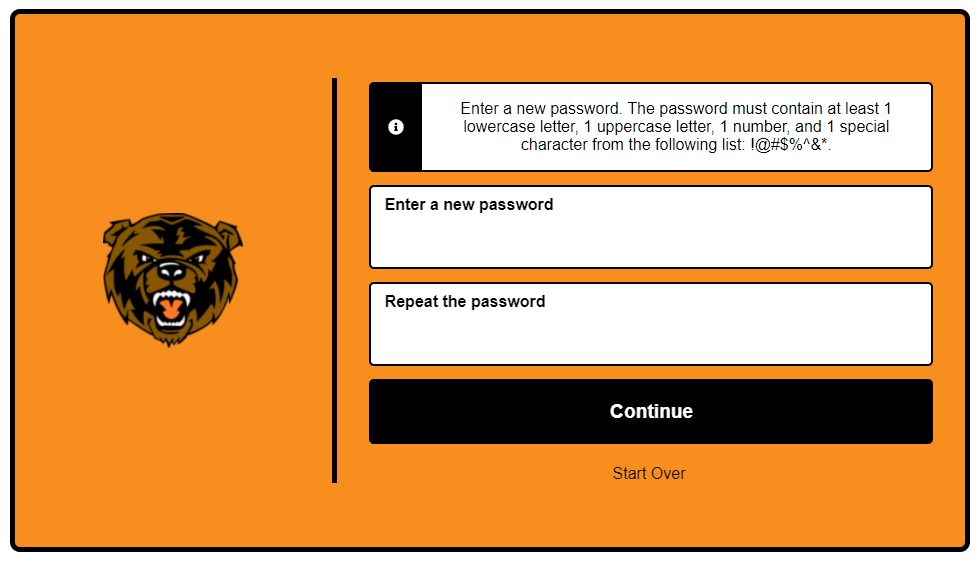 Enter a new password. The password must contain at least 1
lowercase letter, 1 uppercase letter, 1 number, and 1 special
character from the following list: !@#$%^&*.
Enter a new password
Repeat the password
Continue
Start Over